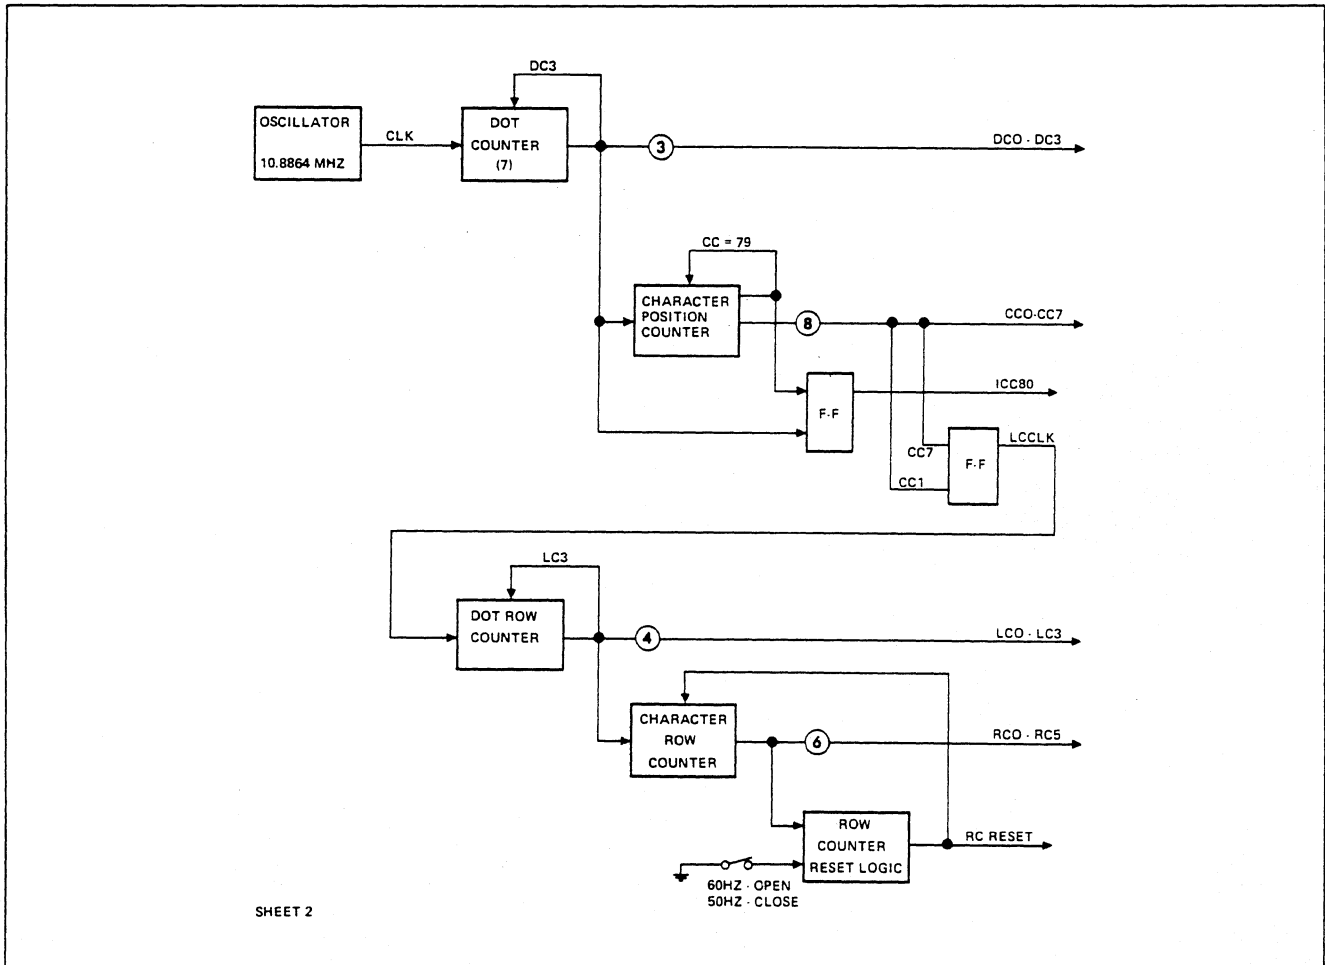 DC3
OSCILLATOR
10.8864 MHZ
CLK
DOT
COUNTER
(7)
3
DCO - DC3
CC = 79
CHARACTER
POSITION
COUNTER
8
CCO-CC7
F-F
ICC80
CC7
CC1
F-F
LCCLK
LC3
DOT ROW
COUNTER
4
LCO - LC3
CHARACTER
ROW
COUNTER
6
RCO - RC5
ROW
COUNTER
RESET LOGIC
RC RESET
60HZ - OPEN
50HZ - CLOSE
SHEET 2